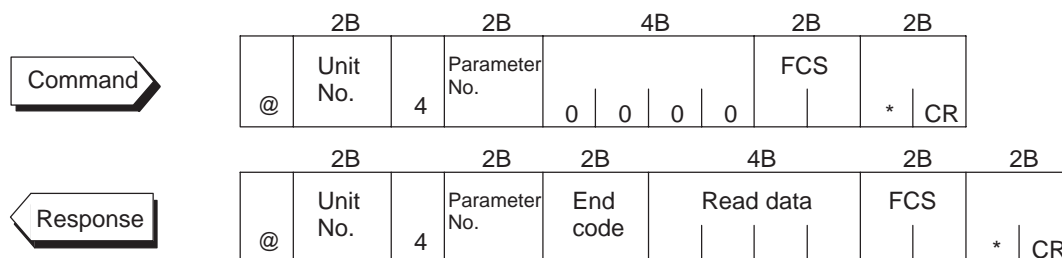 2B 2B 4B 2B 2B
Command
@ Unit No. 4 Parameter No. 0 0 0 0 FCS * CR
2B 2B 2B 4B 2B 2B
Response
@ Unit No. 4 Parameter No. End code Read data FCS * CR